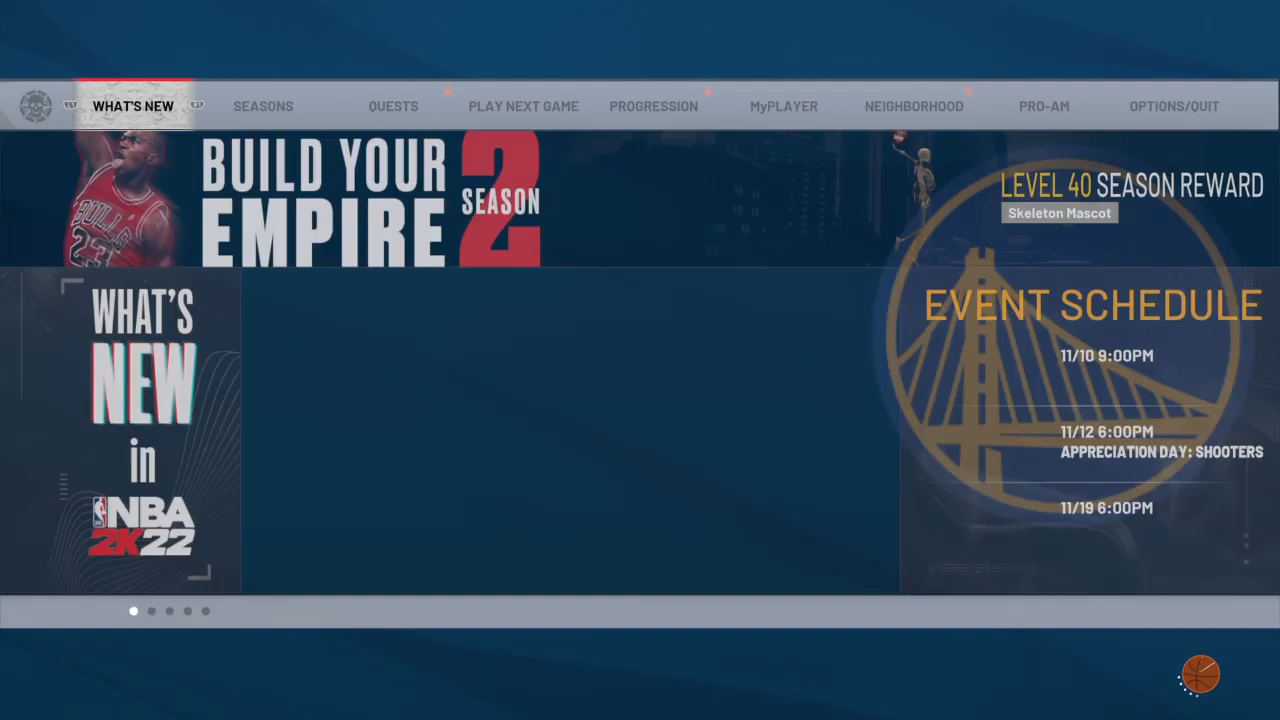 WHAT'S NEW
SEASONS
QUESTS
PLAY NEXT GAME
PROGRESSION
MyPLAYER
NEIGHBORHOOD
PRO-AM
OPTIONS/QUIT
BULLS
23
BUILD YOUR
EMPIRE
2
SEASON
LEVEL 40 SEASON REWARD
Skeleton Mascot
WHAT'S
NEW
in
NBA
2K22
EVENT SCHEDULE
11/10 9:00PM
11/12 6:00PM
APPRECIATION DAY: SHOOTERS
11/19 6:00PM